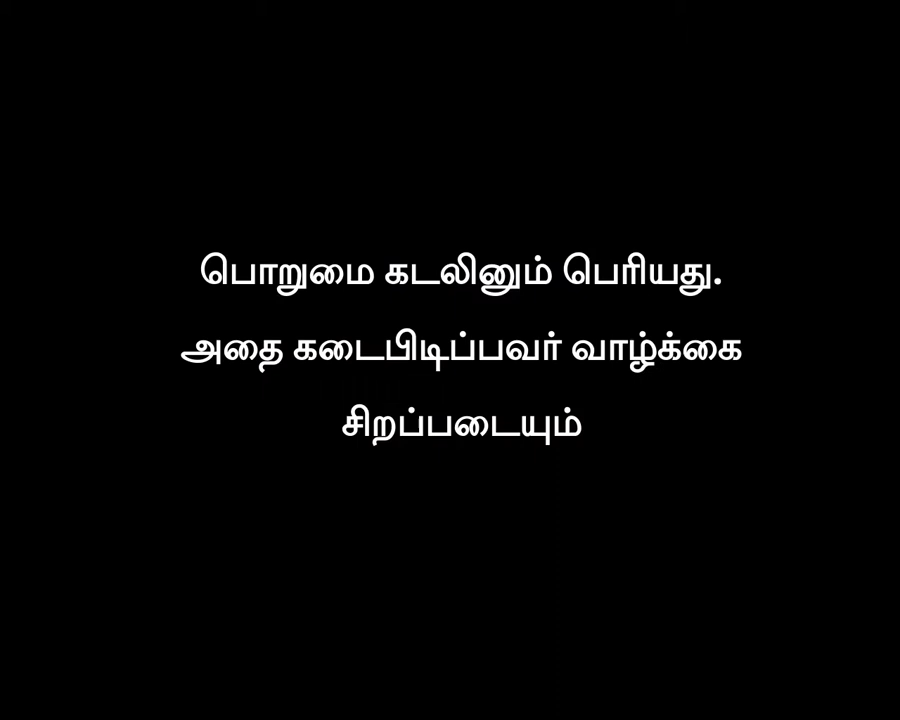 பொறுமை கடலினும் பெரியது.
அதை கடைபிடிப்பவர் வாழ்க்கை
சிறப்படையும்